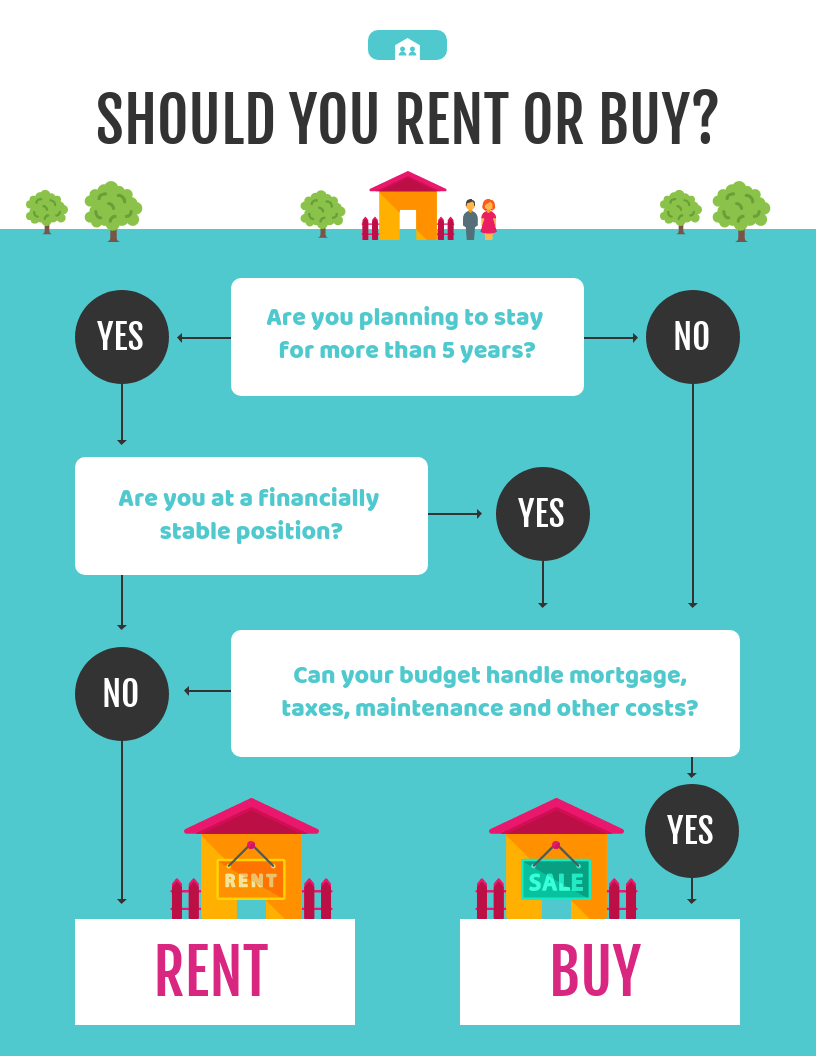 SHOULD YOU RENT OR BUY?
YES
Are you planning to stay
for more than 5 years?
NO
Are you at a financially
stable position?
YES
NO
Can your budget handle mortgage,
taxes, maintenance and other costs?
YES
RENT
SALE
RENT
BUY